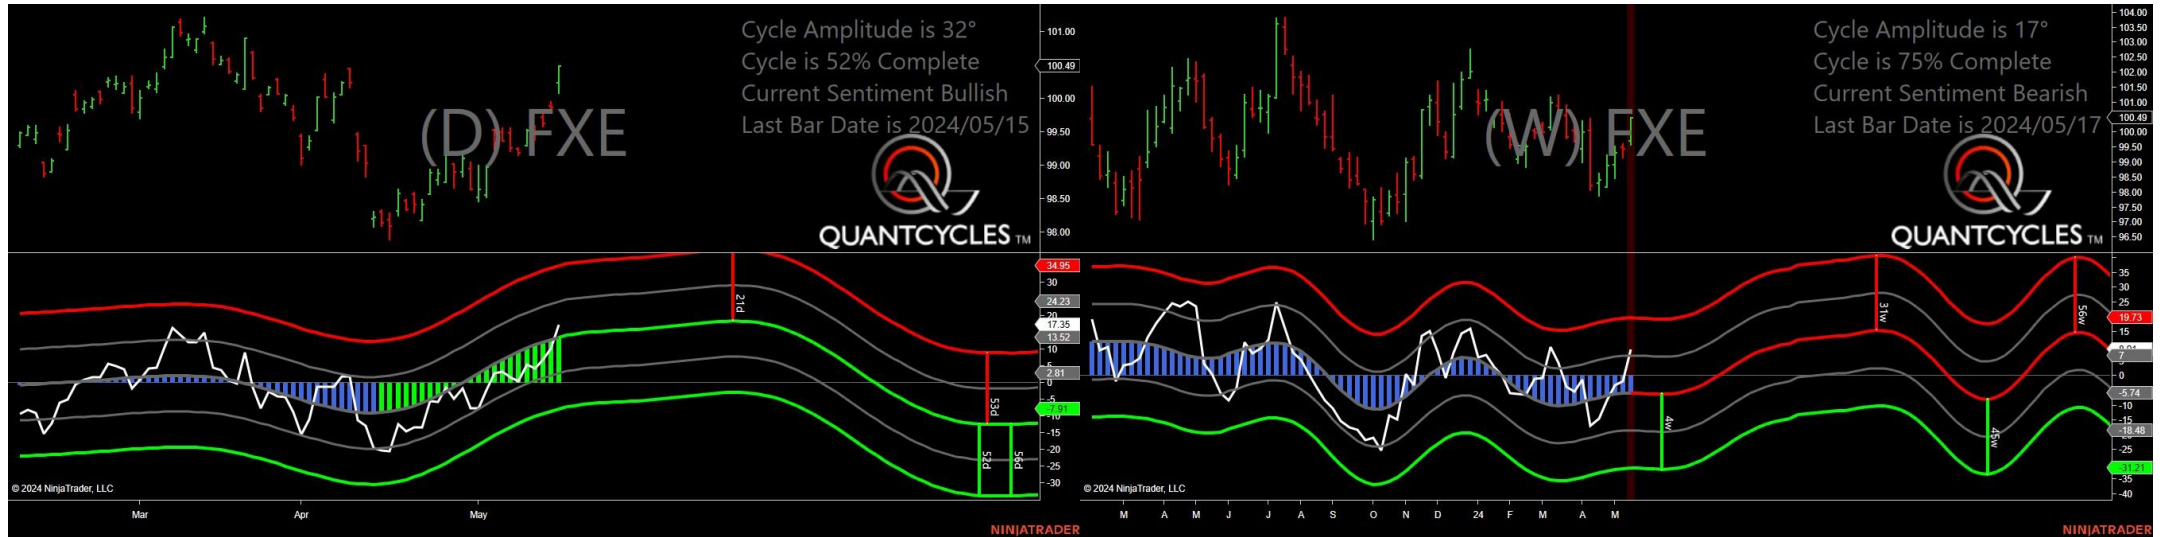 Cycle Amplitude is 32°
Cycle is 52% Complete
Current Sentiment Bullish
Last Bar Date is 2024/05/15
(D) FXE
QUANTCYCLES TM
101.00
100.49
100.00
99.50
99.00
98.50
98.00
34.95
30
24.23
20
17.35
13.52
10
2.81
0
-5
-7.91
-15
-20
-25
-30
21d
53d
52d
56d
© 2024 NinjaTrader, LLC
Mar
Apr
May
NINJATRADER
Cycle Amplitude is 17°
Cycle is 75% Complete
Current Sentiment Bearish
Last Bar Date is 2024/05/17
(W) FXE
QUANTCYCLES TM
104.00
103.50
103.00
102.50
102.00
101.50
101.00
100.49
100.00
99.50
99.00
98.50
98.00
97.50
97.00
96.50
35
30
25
19.73
15
7
0
-5.74
-10
-18.48
-25
-31.21
-35
-40
4w
31w
45w
56w
© 2024 NinjaTrader, LLC
M
A
M
J
J
A
S
O
N
D
24
F
M
A
M
NINJATRADER